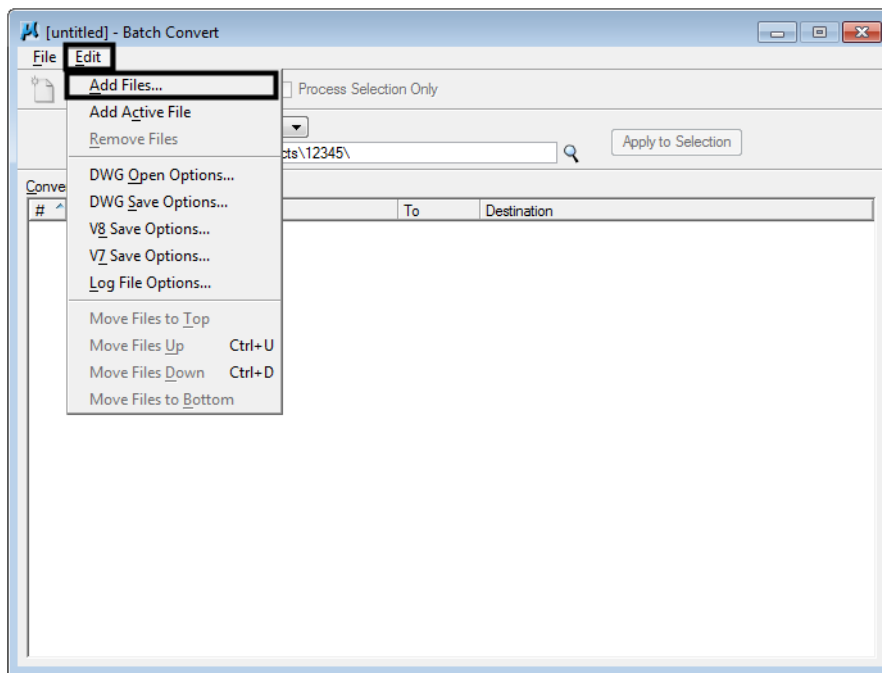 [untitled] - Batch Convert
File Edit
Add Files...
Process Selection Only
Add Active File
Remove Files
cts\12345\
Apply to Selection
DWG Open Options...
DWG Save Options...
V8 Save Options...
V7 Save Options...
Log File Options...
# To Destination
Move Files to Top
Move Files Up Ctrl+U
Move Files Down Ctrl+D
Move Files to Bottom